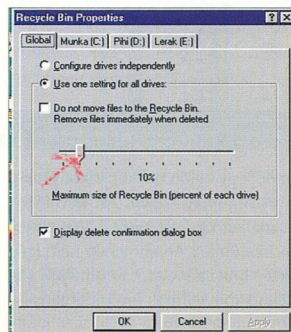 Recycle Bin Properties
Global Munka (C:) Pihi (D:) Lerak (E:)
Configure drives independently
Use one setting for all drives:
Do not move files to the Recycle Bin.
Remove files immediately when deleted
10%
Maximum size of Recycle Bin (percent of each drive)
Display delete confirmation dialog box
OK Cancel Apply